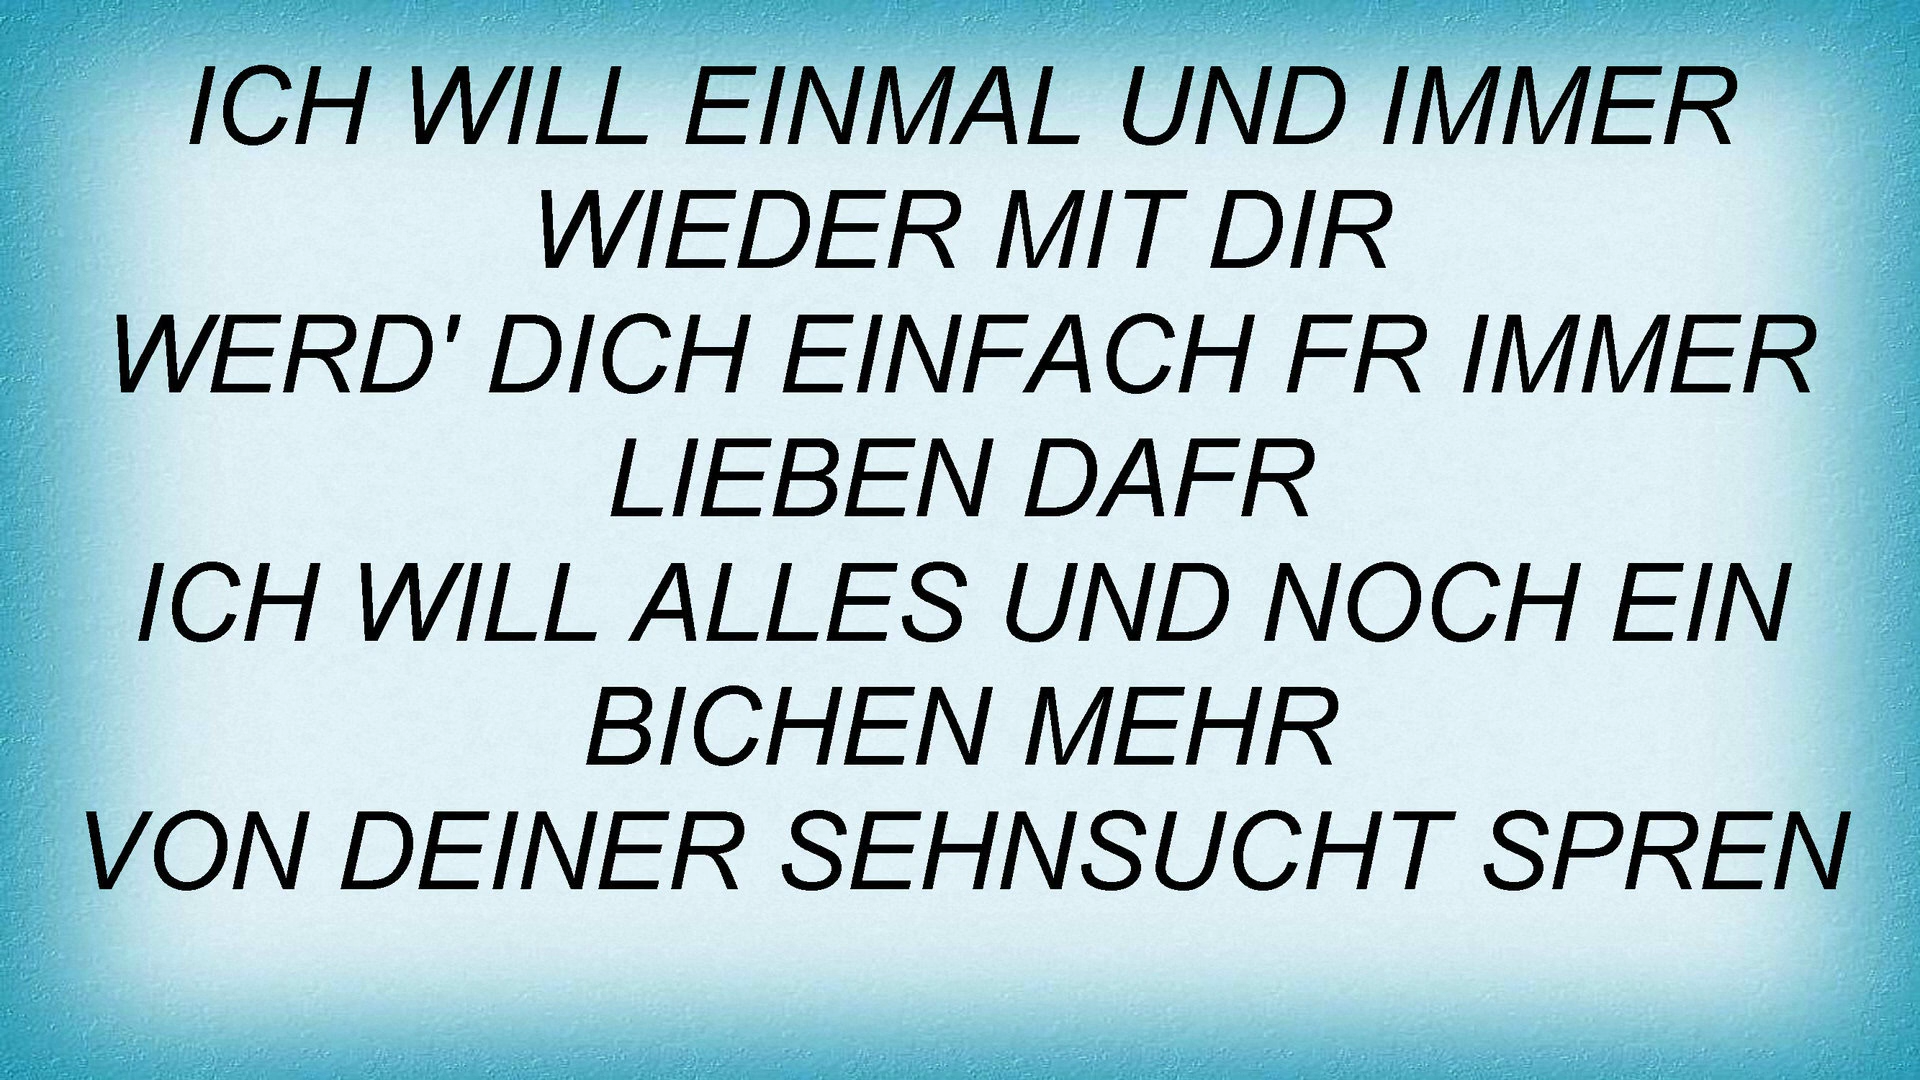 ICH WILL EINMAL UND IMMER
WIEDER MIT DIR
WERD' DICH EINFACH FR IMMER
LIEBEN DAFR
ICH WILL ALLES UND NOCH EIN
BICHEN MEHR
VON DEINER SEHNSUCHT SPREN